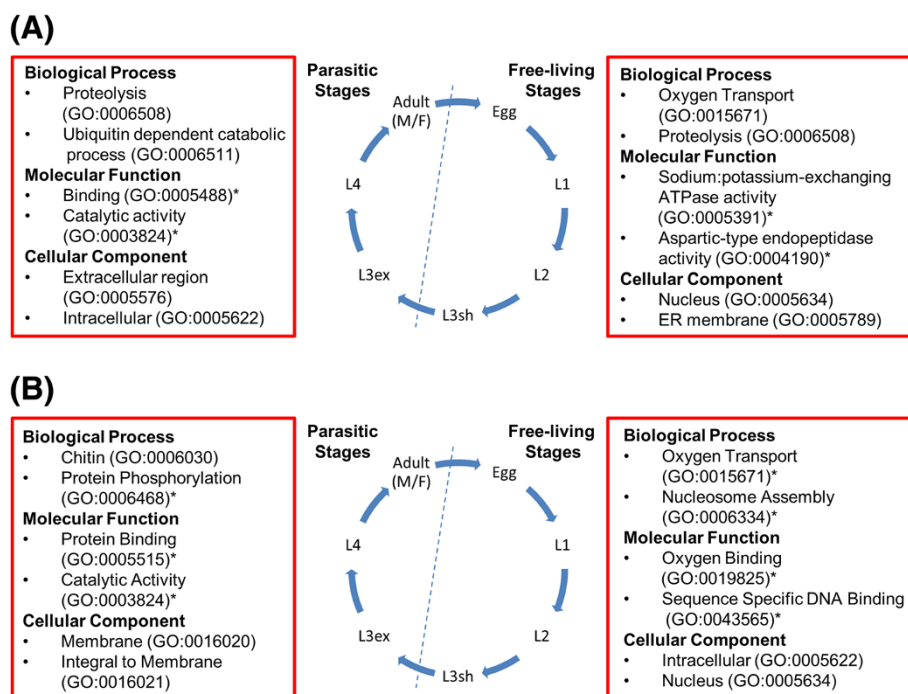 (A)
Biological Process
• Proteolysis
(GO:0006508)
• Ubiquitin dependent catabolic
process (GO:0006511)
Molecular Function
• Binding (GO:0005488)*
• Catalytic activity
(GO:0003824)*
Cellular Component
• Extracellular region
(GO:0005576)
• Intracellular (GO:0005622)
Parasitic
Stages
Free-living
Stages
Adult
(M/F)
Egg
L4
L1
L3ex
L2
L3sh
Biological Process
• Oxygen Transport
(GO:0015671)
• Proteolysis (GO:0006508)
Molecular Function
• Sodium:potassium-exchanging
ATPase activity
(GO:0005391)*
• Aspartic-type endopeptidase
activity (GO:0004190)*
Cellular Component
• Nucleus (GO:0005634)
• ER membrane (GO:0005789)
(B)
Biological Process
• Chitin (GO:0006030)
• Protein Phosphorylation
(GO:0006468)*
Molecular Function
• Protein Binding
(GO:0005515)*
• Catalytic Activity
(GO:0003824)*
Cellular Component
• Membrane (GO:0016020)
• Integral to Membrane
(GO:0016021)
Parasitic
Stages
Free-living
Stages
Adult
(M/F)
Egg
L4
L1
L3ex
L2
L3sh
Biological Process
• Oxygen Transport
(GO:0015671)*
• Nucleosome Assembly
(GO:0006334)*
Molecular Function
• Oxygen Binding
(GO:0019825)*
• Sequence Specific DNA Binding
(GO:0043565)*
Cellular Component
• Intracellular (GO:0005622)
• Nucleus (GO:0005634)